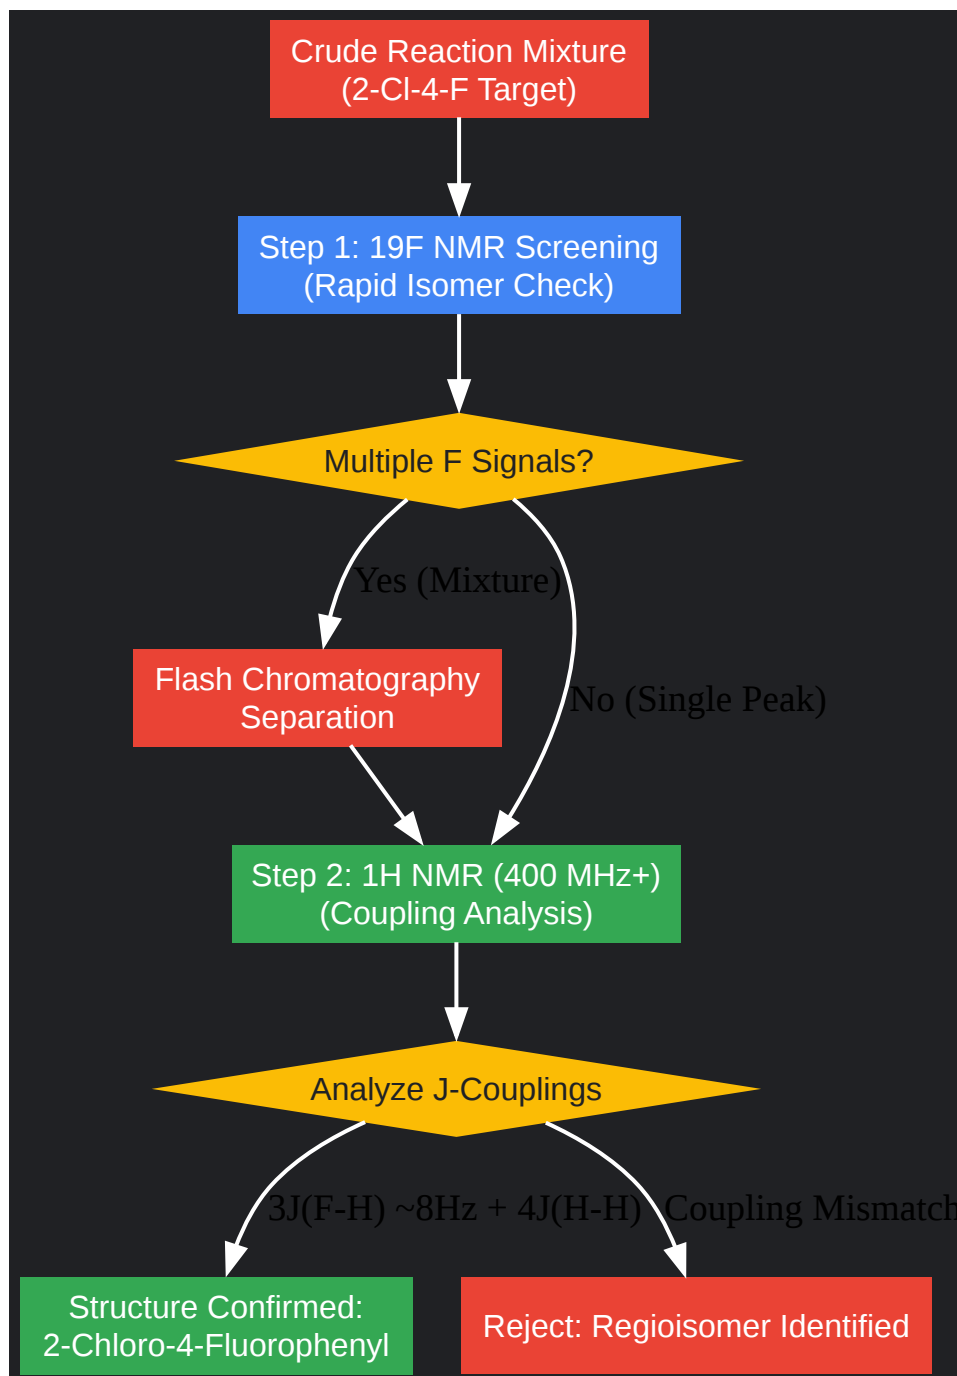 Crude Reaction Mixture
(2-Cl-4-F Target)
Step 1: 19F NMR Screening
(Rapid Isomer Check)
Multiple F Signals?
Yes (Mixture)
Flash Chromatography
Separation
No (Single Peak)
Step 2: 1H NMR (400 MHz+)
(Coupling Analysis)
Analyze J-Couplings
3J(F-H) ~8Hz + 4J(H-H)
Coupling Mismatch
Structure Confirmed:
2-Chloro-4-Fluorophenyl
Reject: Regioisomer Identified